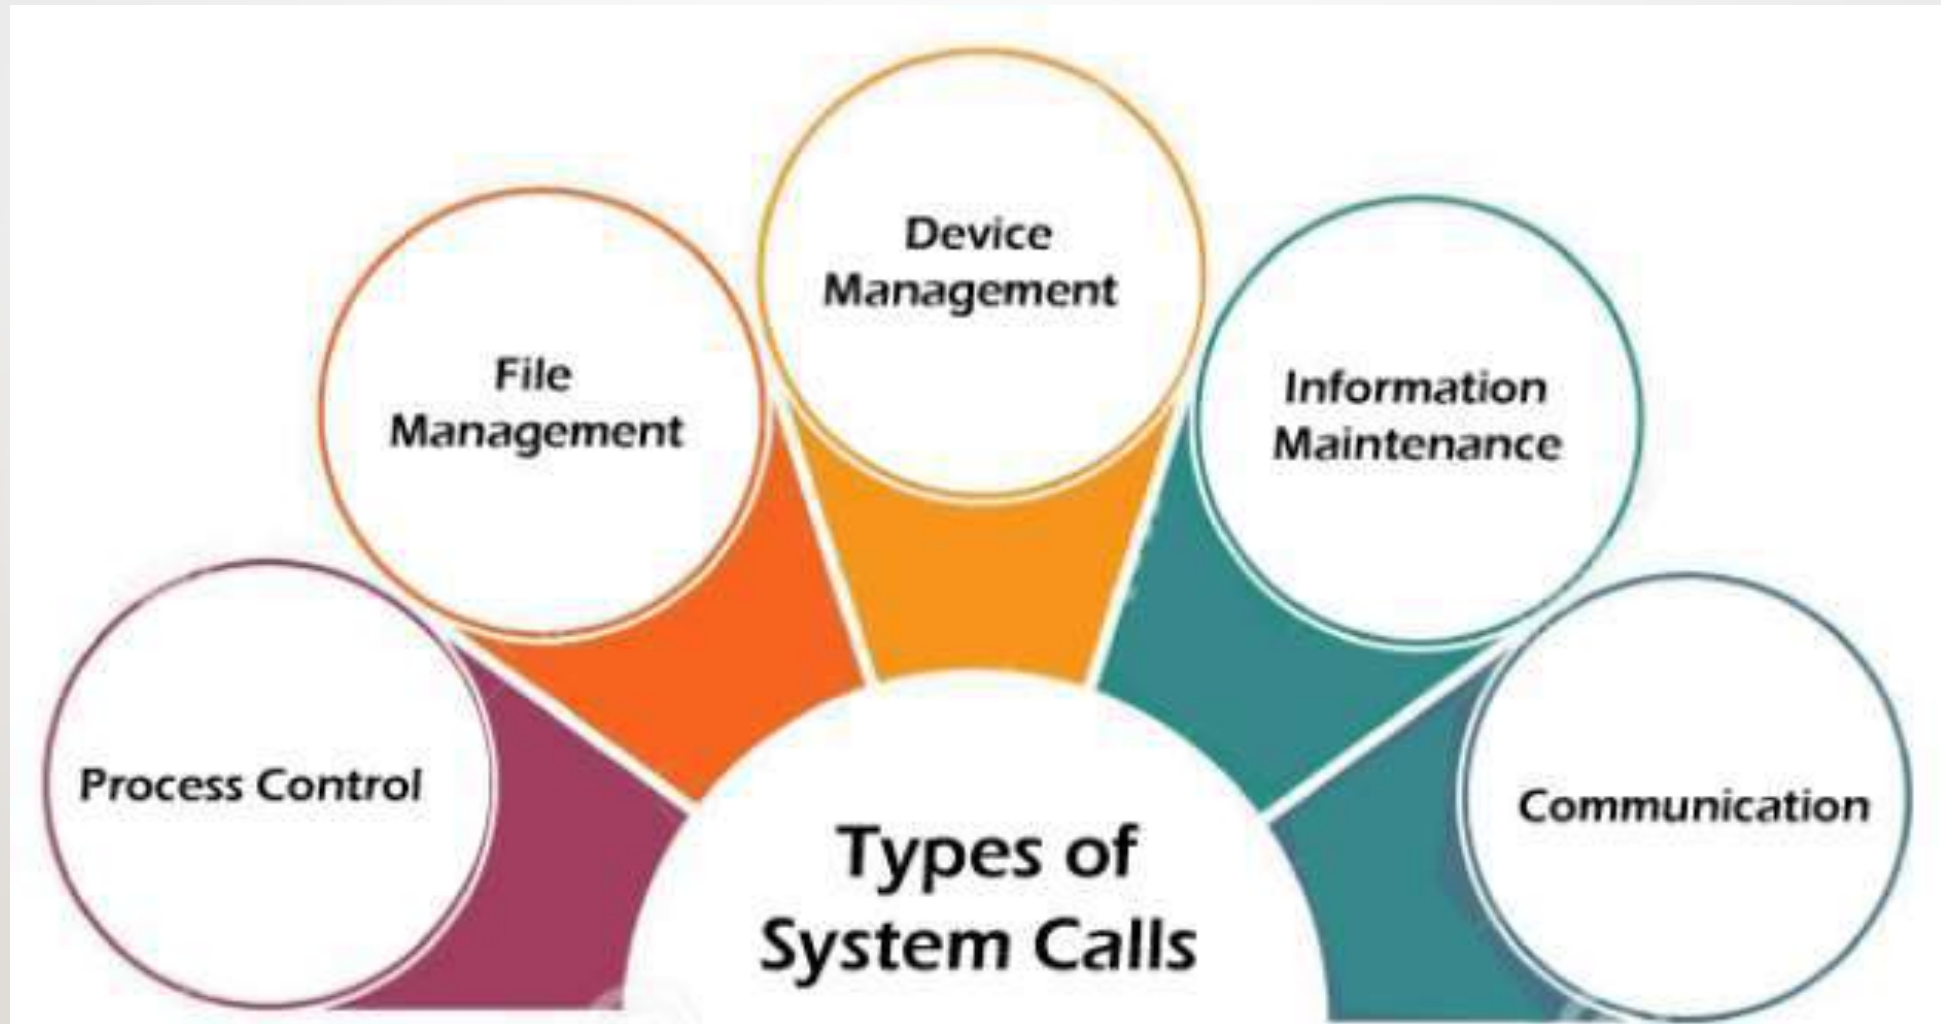 Device
Management
File
Management
Information
Maintenance
Process Control
Communication
Types of
System Calls